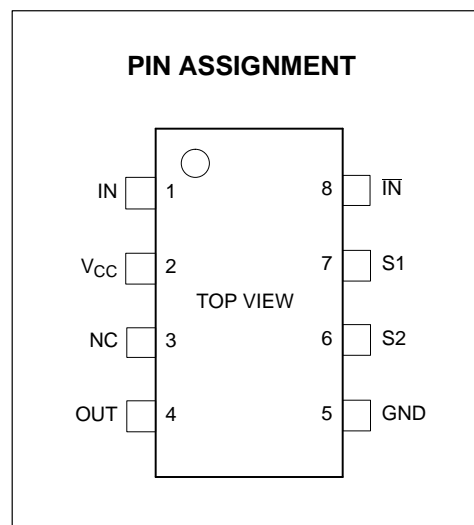 PIN ASSIGNMENT
IN 1 8 I̅N̅
VCC 2 7 S1
TOP VIEW
NC 3 6 S2
OUT 4 5 GND